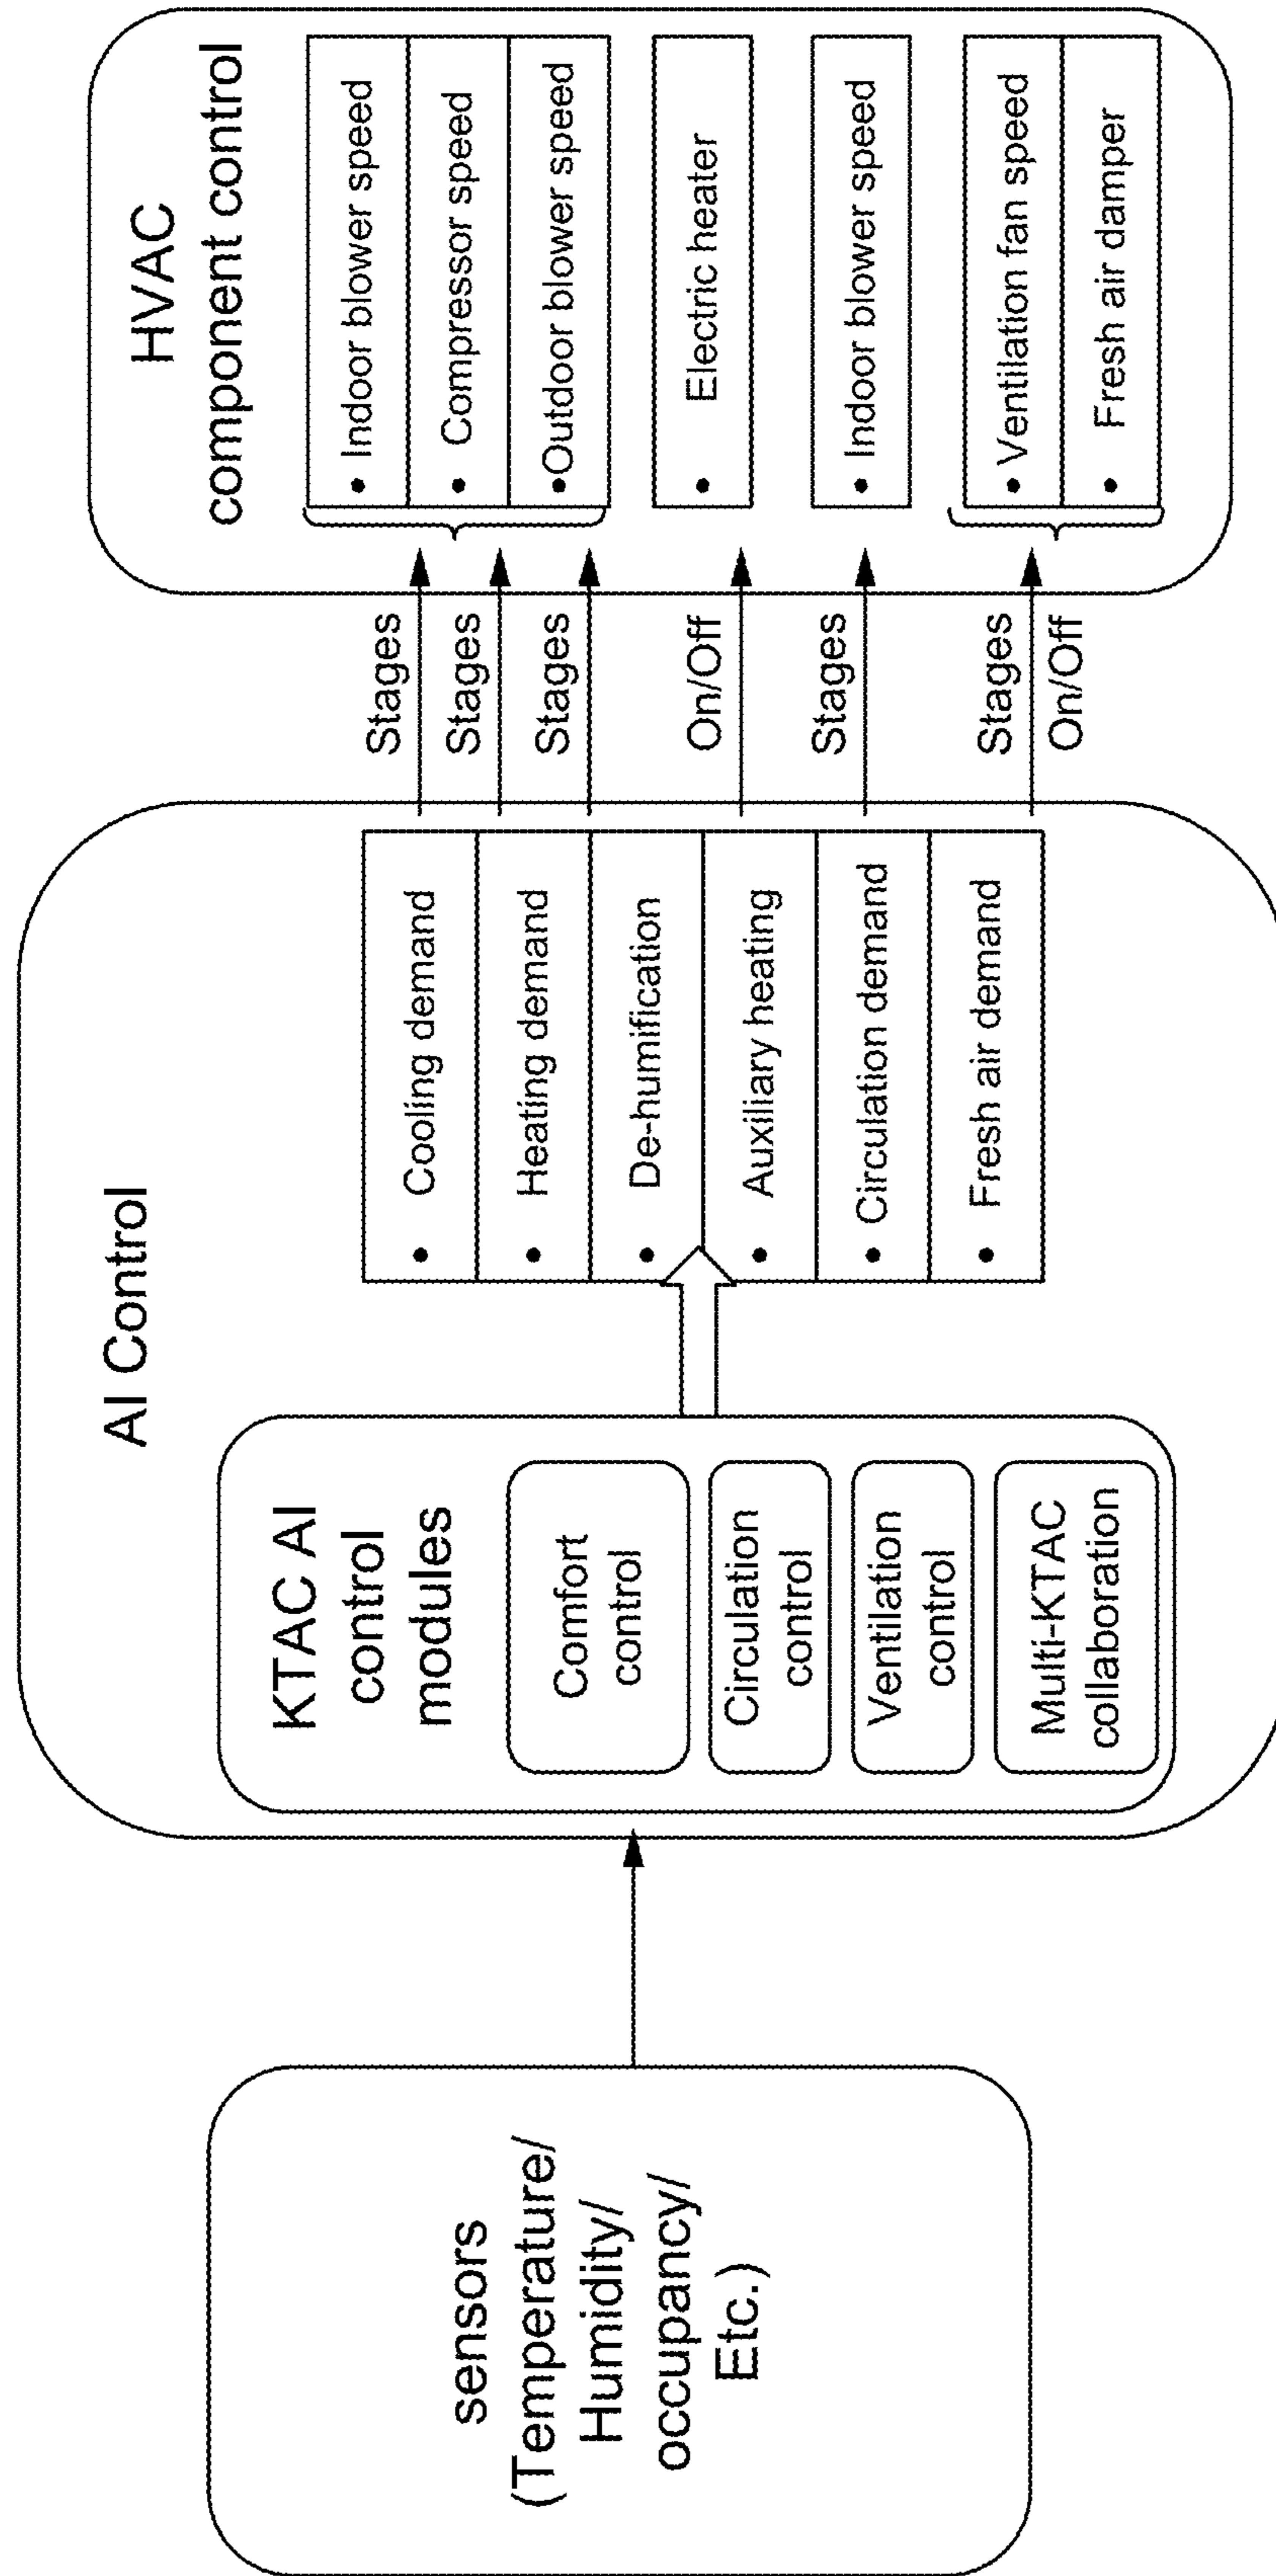 sensors
(Temperature/
Humidity/
occupancy/
Etc.)
AI Control
KTAC AI
control
modules
Comfort
control
Circulation
control
Ventilation
control
Multi-KTAC
collaboration
• Cooling demand
• Heating demand
• De-humification
• Auxiliary heating
• Circulation demand
• Fresh air demand
Stages
Stages
Stages
On/Off
Stages
Stages
On/Off
HVAC
component control
• Indoor blower speed
• Compressor speed
•Outdoor blower speed
• Electric heater
• Indoor blower speed
• Ventilation fan speed
• Fresh air damper